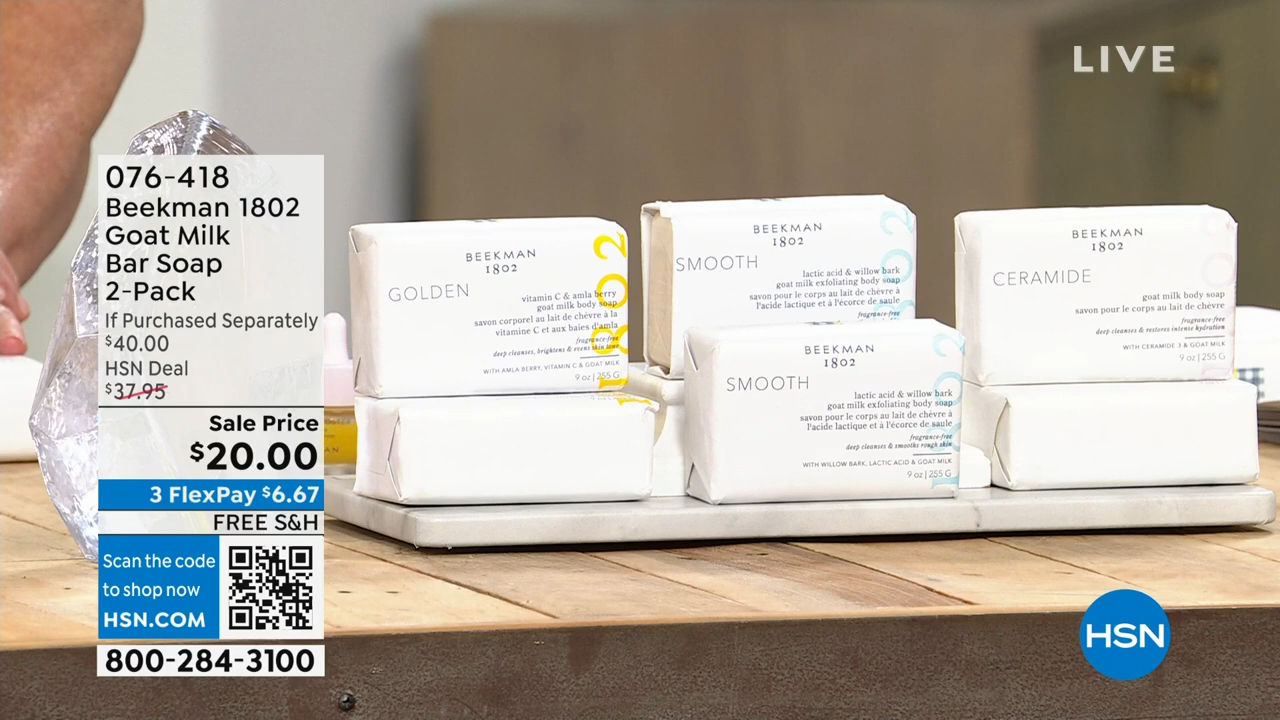 LIVE
076-418
Beekman 1802
Goat Milk
Bar Soap
2-Pack
If Purchased Separately
$40.00
HSN Deal
$37.95
Sale Price
$20.00
3 FlexPay $6.67
FREE S&H
Scan the code
to shop now
HSN.COM
800-284-3100
BEEKMAN
1802
GOLDEN
vitamin C & amla berry
goat milk body soap
savon corporel au lait de chèvre à la
vitamine C et aux baies d'amla
fragrance-free
deep cleanses, brightens & evens skin tone
WITH AMLA BERRY, VITAMIN C & GOAT MILK
9 oz | 255 G
1802
BEEKMAN
1802
SMOOTH
lactic acid & willow bark
goat milk exfoliating body soap
savon pour le corps au lait de chèvre à
l'acide lactique et à l'écorce de saule
fragrance-free
1802
BEEKMAN
1802
SMOOTH
lactic acid & willow bark
goat milk exfoliating body soap
savon pour le corps au lait de chèvre à
l'acide lactique et à l'écorce de saule
fragrance-free
deep cleanses & smooths rough skin
WITH WILLOW BARK, LACTIC ACID & GOAT MILK
9 oz | 255 G
1802
BEEKMAN
1802
CERAMIDE
goat milk body soap
savon pour le corps au lait de chèvre
fragrance-free
deep cleanses & restores intense hydration
WITH CERAMIDE 3 & GOAT MILK
9 oz | 255 G
HSN